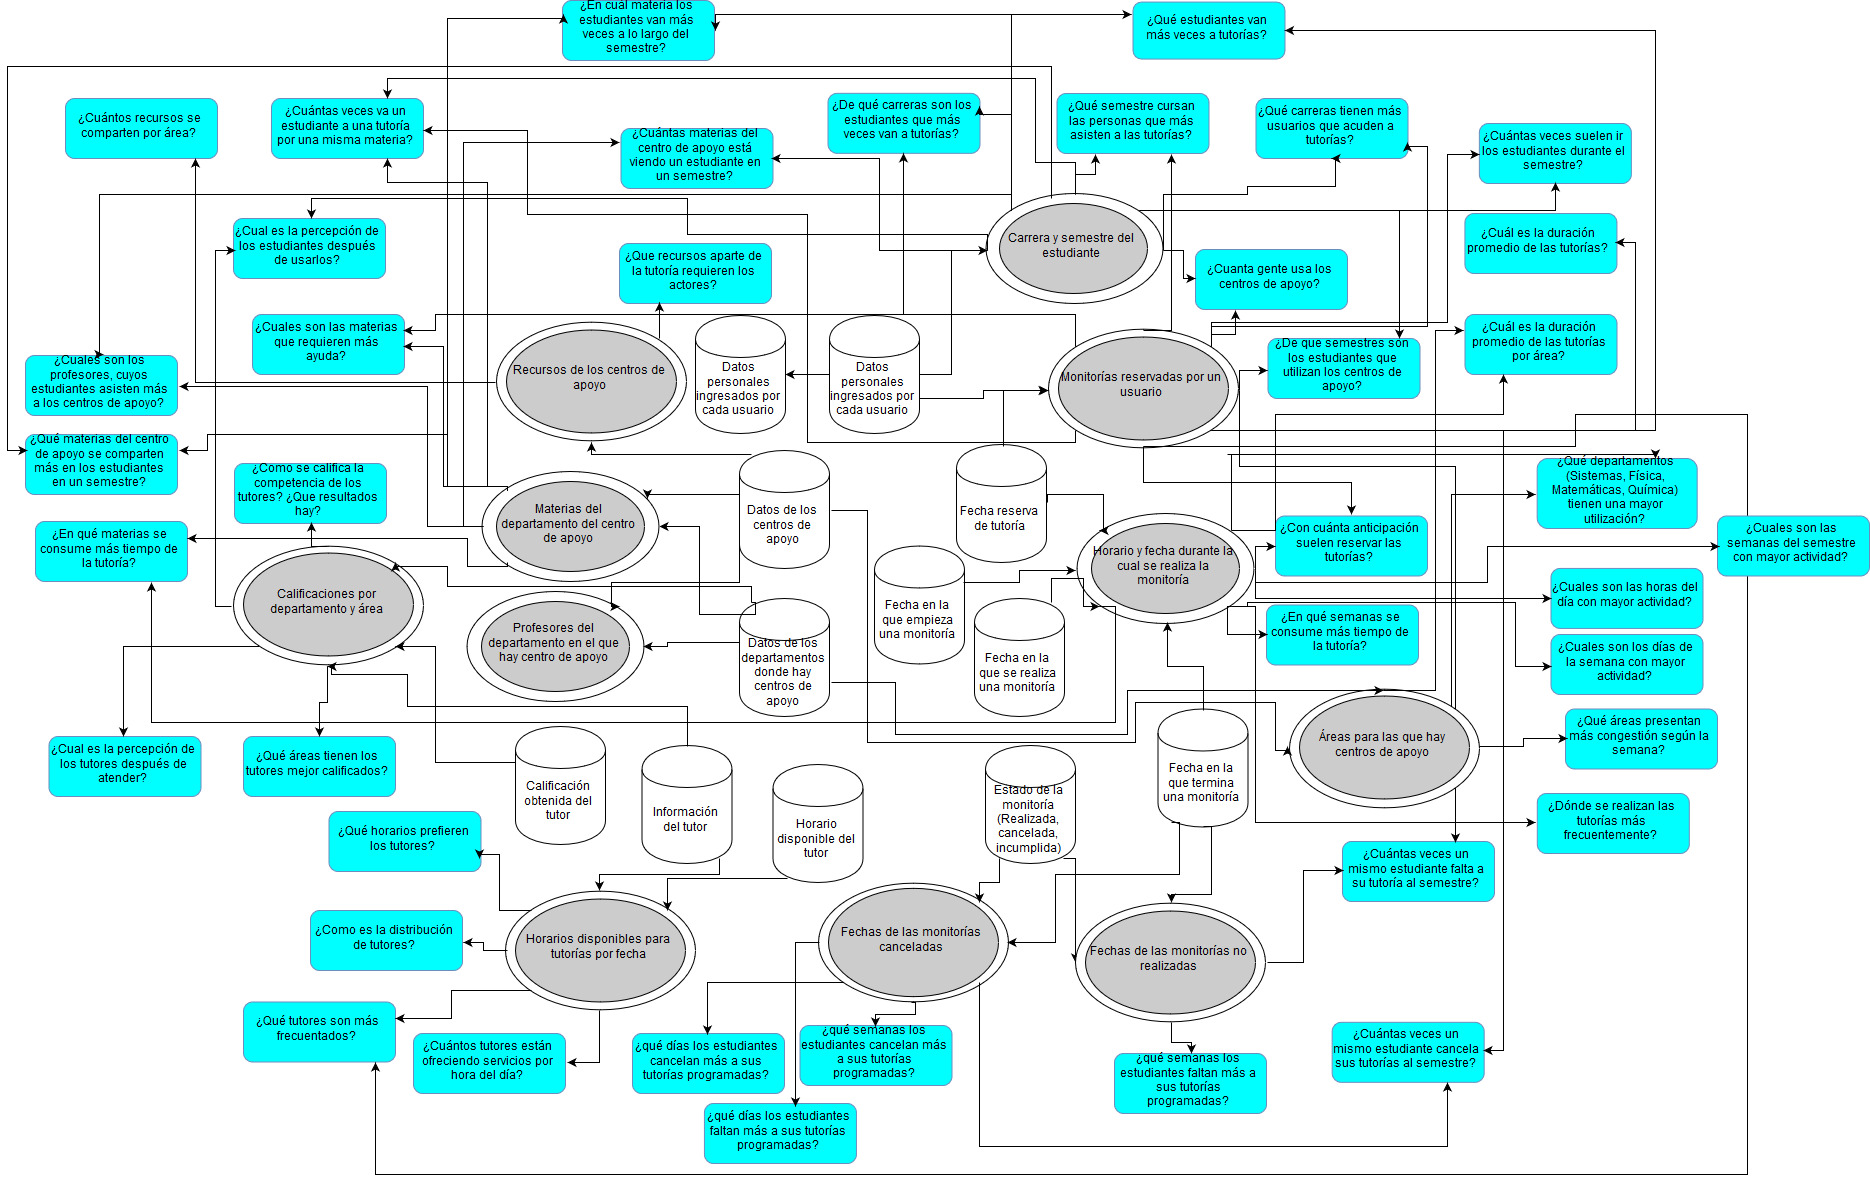 ¿En cuál materia los
estudiantes van más
veces a lo largo del
semestre?
¿Qué estudiantes van
más veces a tutorías?
¿Cuántos recursos se
comparten por área?
¿Cuántas veces va un
estudiante a una tutoría
por una misma materia?
¿Cuántas materias del
centro de apoyo está
viendo un estudiante en
un semestre?
¿De qué carreras son los
estudiantes que más
veces van a tutorías?
¿Qué semestre cursan
las personas que más
asisten a las tutorías?
¿Qué carreras tienen más
usuarios que acuden a
tutorías?
¿Cuántas veces suelen ir
los estudiantes durante el
semestre?
¿Cual es la percepción de
los estudiantes después
de usarlos?
¿Que recursos aparte de
la tutoría requieren los
actores?
Carrera y semestre del
estudiante
¿Cuanta gente usa los
centros de apoyo?
¿Cuál es la duración
promedio de las tutorías?
¿Cuales son las materias
que requieren más
ayuda?
¿Cuales son los
profesores, cuyos
estudiantes asisten más
a los centros de apoyo?
Recursos de los centros de
apoyo
Datos
personales
ingresados por
cada usuario
Datos
personales
ingresados por
cada usuario
Monitorías reservadas por un
usuario
¿De que semestres son
los estudiantes que
utilizan los centros de
apoyo?
¿Cuál es la duración
promedio de las tutorías
por área?
¿Qué materias del centro
de apoyo se comparten
más en los estudiantes
en un semestre?
¿Como se califica la
competencia de los
tutores? ¿Que resultados
hay?
Materias del
departamento del centro
de apoyo
Datos de los
centros de
apoyo
Fecha reserva
de tutoría
¿Qué departamentos
(Sistemas, Física,
Matemáticas, Química)
tienen una mayor
utilización?
¿En qué materias se
consume más tiempo de
la tutoría?
Horario y fecha durante la
cual se realiza la
monitoría
¿Con cuánta anticipación
suelen reservar las
tutorías?
¿Cuales son las
semanas del semestre
con mayor actividad?
Calificaciones por
departamento y área
Profesores del
departamento en el que
hay centro de apoyo
Datos de los
departamentos
donde hay
centros de
apoyo
Fecha en la
que empieza
una monitoría
Fecha en la
que se realiza
una monitoría
¿En qué semanas se
consume más tiempo de
la tutoría?
¿Cuales son las horas del
día con mayor actividad?
¿Cuales son los días de
la semana con mayor
actividad?
¿Cual es la percepción de
los tutores después de
atender?
¿Qué áreas tienen los
tutores mejor calificados?
Calificación
obtenida del
tutor
Información
del tutor
Horario
disponible del
tutor
Estado de la
monitoría
(Realizada,
cancelada,
incumplida)
Fecha en la
que termina
una monitoría
Áreas para las que hay
centros de apoyo
¿Qué áreas presentan
más congestión según la
semana?
¿Dónde se realizan las
tutorías más
frecuentemente?
¿Qué horarios prefieren
los tutores?
¿Cuántas veces un
mismo estudiante falta a
su tutoría al semestre?
¿Como es la distribución
de tutores?
Horarios disponibles para
tutorías por fecha
Fechas de las monitorías
canceladas
Fechas de las monitorías no
realizadas
¿Qué tutores son más
frecuentados?
¿Cuántos tutores están
ofreciendo servicios por
hora del día?
¿qué días los estudiantes
cancelan más a sus
tutorías programadas?
¿qué semanas los
estudiantes cancelan más
a sus tutorías
programadas?
¿qué semanas los
estudiantes faltan más a
sus tutorías
programadas?
¿Cuántas veces un
mismo estudiante cancela
sus tutorías al semestre?
¿qué días los estudiantes
faltan más a sus tutorías
programadas?